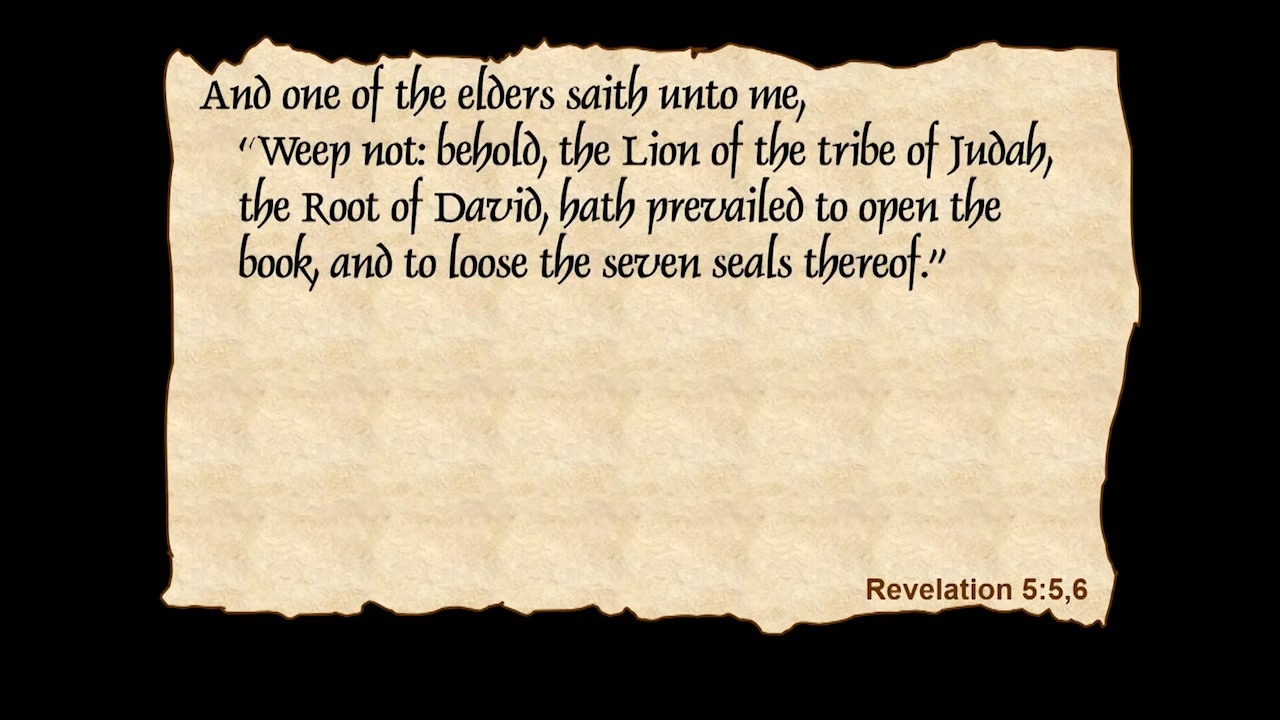 And one of the elders saith unto me,
“Weep not: behold, the Lion of the tribe of Judah,
the Root of David, hath prevailed to open the
book, and to loose the seven seals thereof.”
Revelation 5:5,6